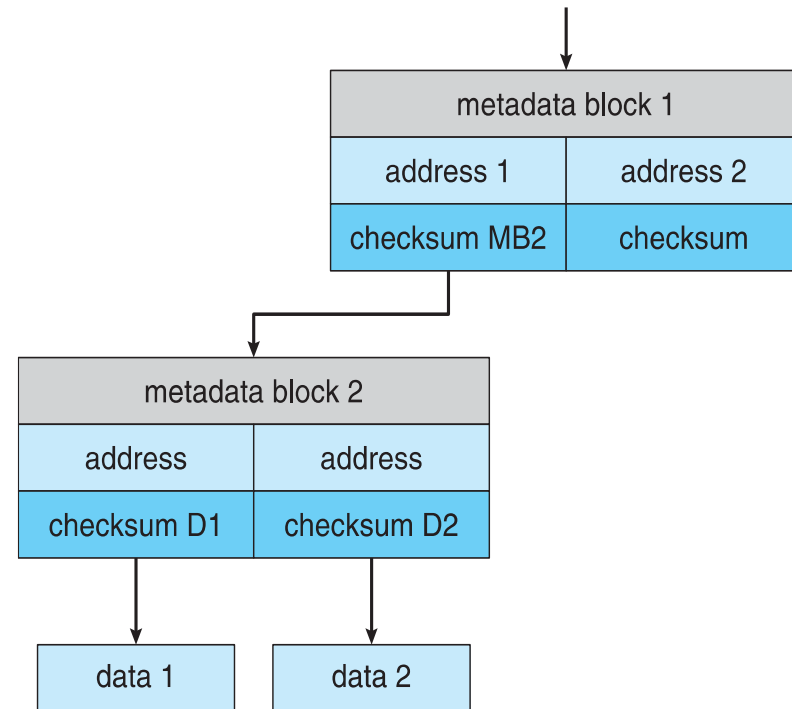 metadata block 1
address 1 address 2
checksum MB2 checksum
metadata block 2
address address
checksum D1 checksum D2
data 1 data 2